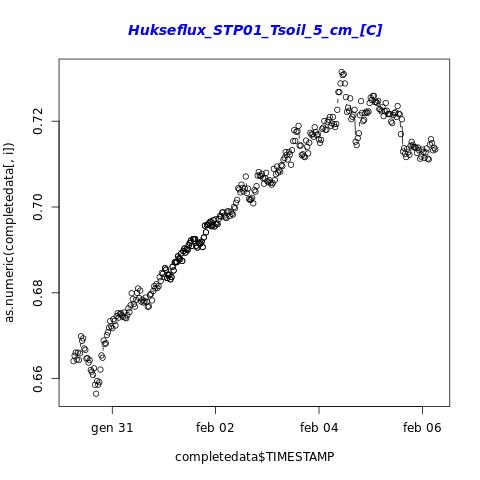 Hukseflux_STP01_Tsoil_5_cm_[C]
as.numeric(completedata[, i])
0.72
0.70
0.68
0.66
gen 31
feb 02
feb 04
feb 06
completedata$TIMESTAMP